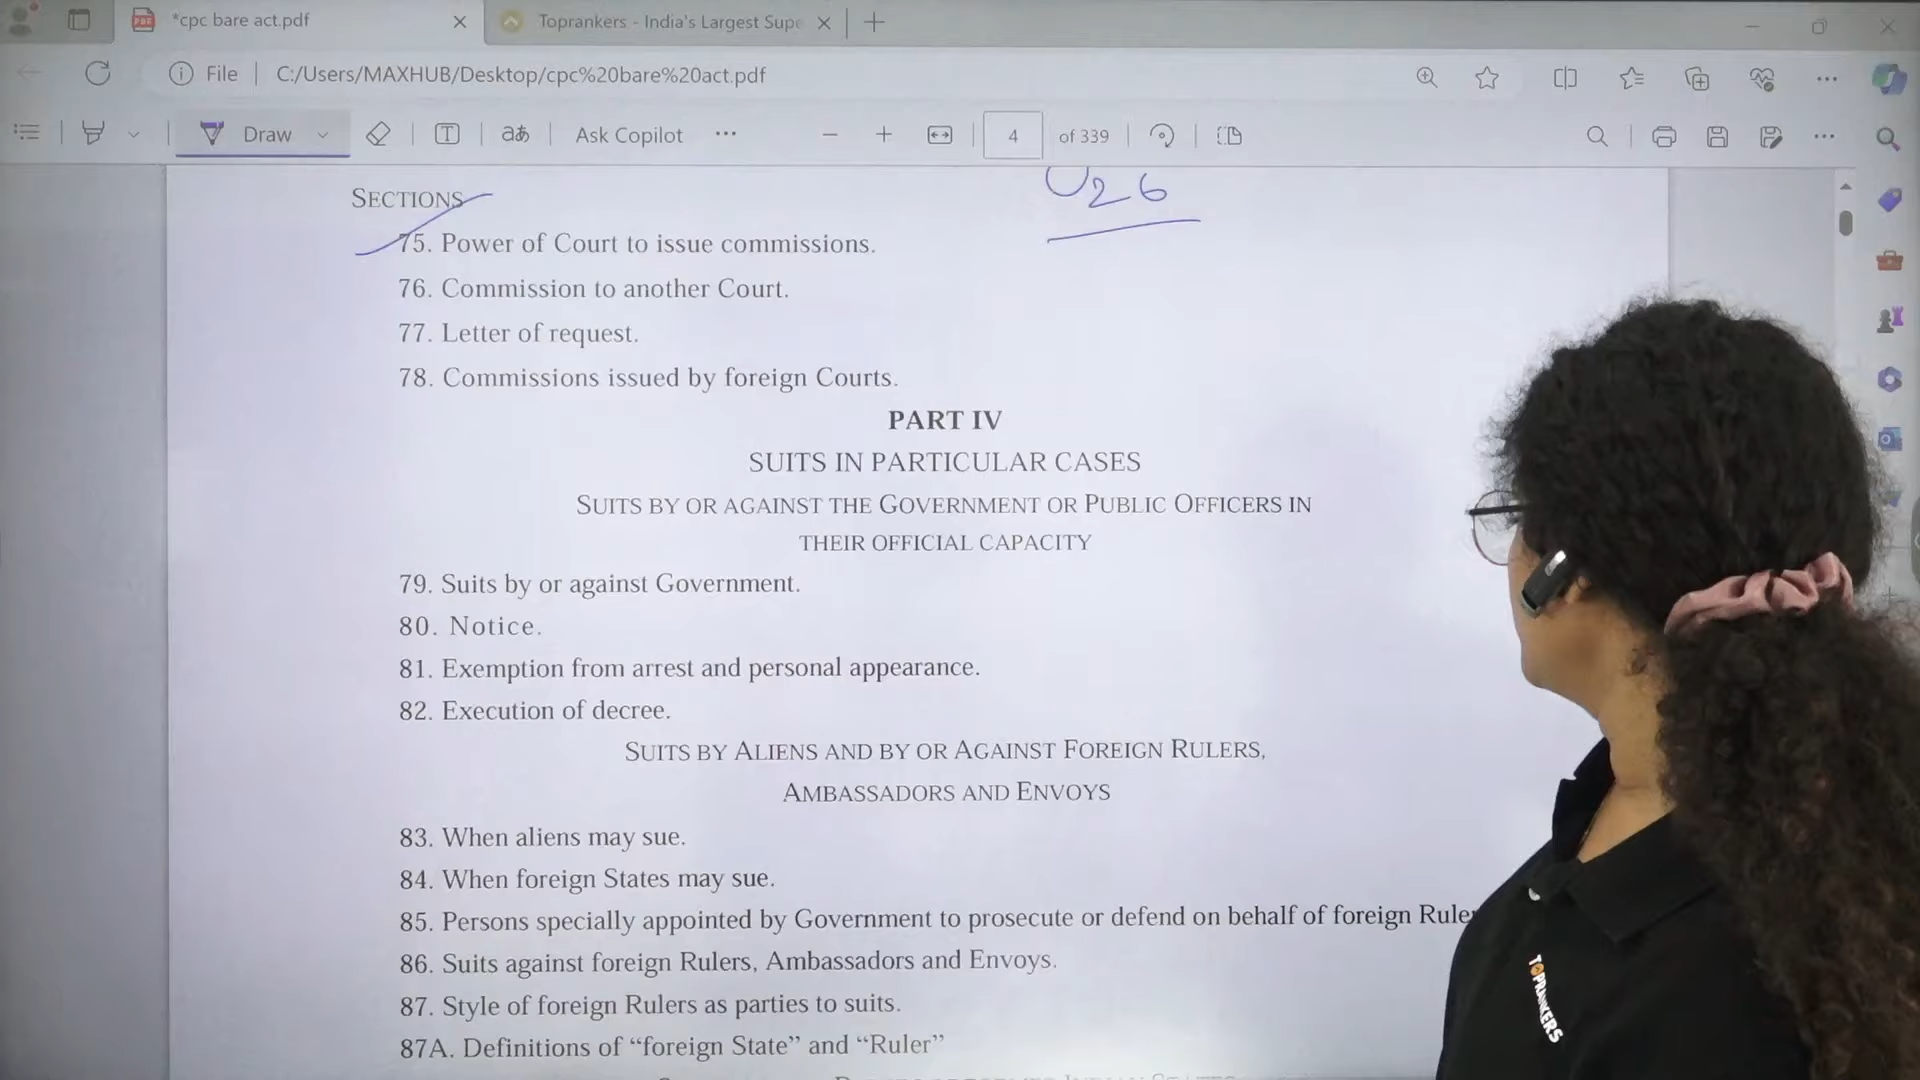 *cpc bare act.pdf
Toprankers - India's Largest Supe
File
C:/Users/MAXHUB/Desktop/cpc%20bare%20act.pdf
Draw
aあ
Ask Copilot
4
of 339
26
SECTIONS
75. Power of Court to issue commissions.
76. Commission to another Court.
77. Letter of request.
78. Commissions issued by foreign Courts.
PART IV
SUITS IN PARTICULAR CASES
SUITS BY OR AGAINST THE GOVERNMENT OR PUBLIC OFFICERS IN
THEIR OFFICIAL CAPACITY
79. Suits by or against Government.
80. Notice.
81. Exemption from arrest and personal appearance.
82. Execution of decree.
SUITS BY ALIENS AND BY OR AGAINST FOREIGN RULERS,
AMBASSADORS AND ENVOYS
83. When aliens may sue.
84. When foreign States may sue.
85. Persons specially appointed by Government to prosecute or defend on behalf of foreign
86. Suits against foreign Rulers, Ambassadors and Envoys.
87. Style of foreign Rulers as parties to suits.
87A. Definitions of “foreign State” and “Ruler”
TOPRANKERS